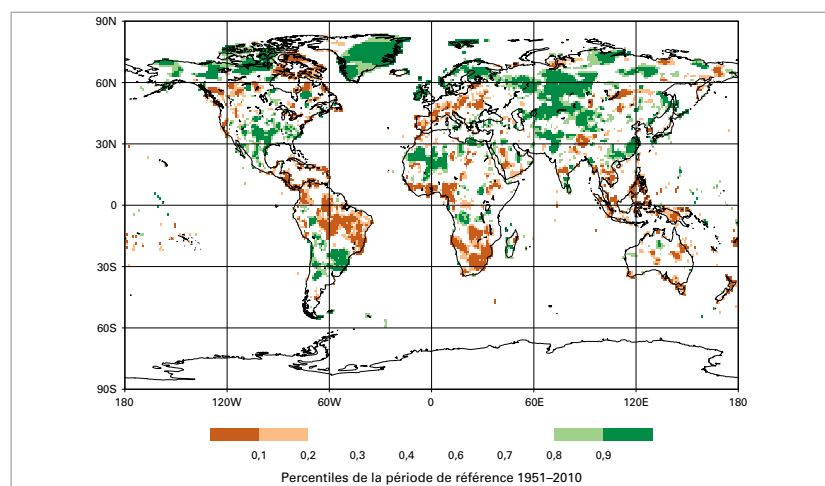 90N
60N
30N
0
30S
60S
90S
180 120W 60W 0 60E 120E 180
0,1 0,2 0,3 0,4 0,6 0,7 0,8 0,9
Percentiles de la période de référence 1951–2010